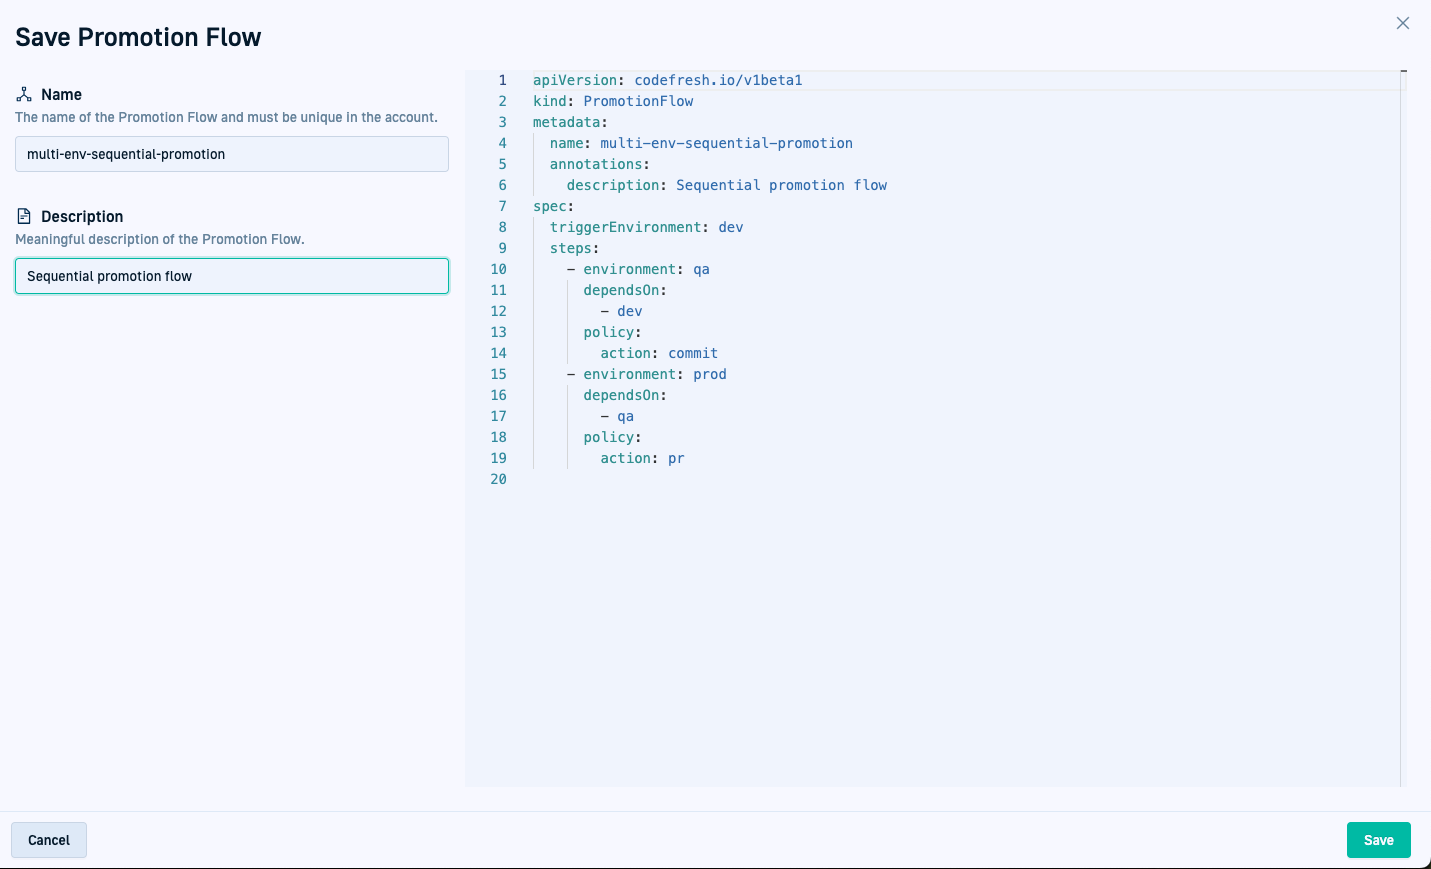 Save Promotion Flow
Name
The name of the Promotion Flow and must be unique in the account.
multi-env-sequential-promotion
Description
Meaningful description of the Promotion Flow.
Sequential promotion flow
1 apiVersion: codefresh.io/v1beta1
2 kind: PromotionFlow
3 metadata:
4   name: multi-env-sequential-promotion
5   annotations:
6     description: Sequential promotion flow
7 spec:
8   triggerEnvironment: dev
9   steps:
10     - environment: qa
11       dependsOn:
12         - dev
13       policy:
14         action: commit
15     - environment: prod
16       dependsOn:
17         - qa
18       policy:
19         action: pr
20
Cancel
Save